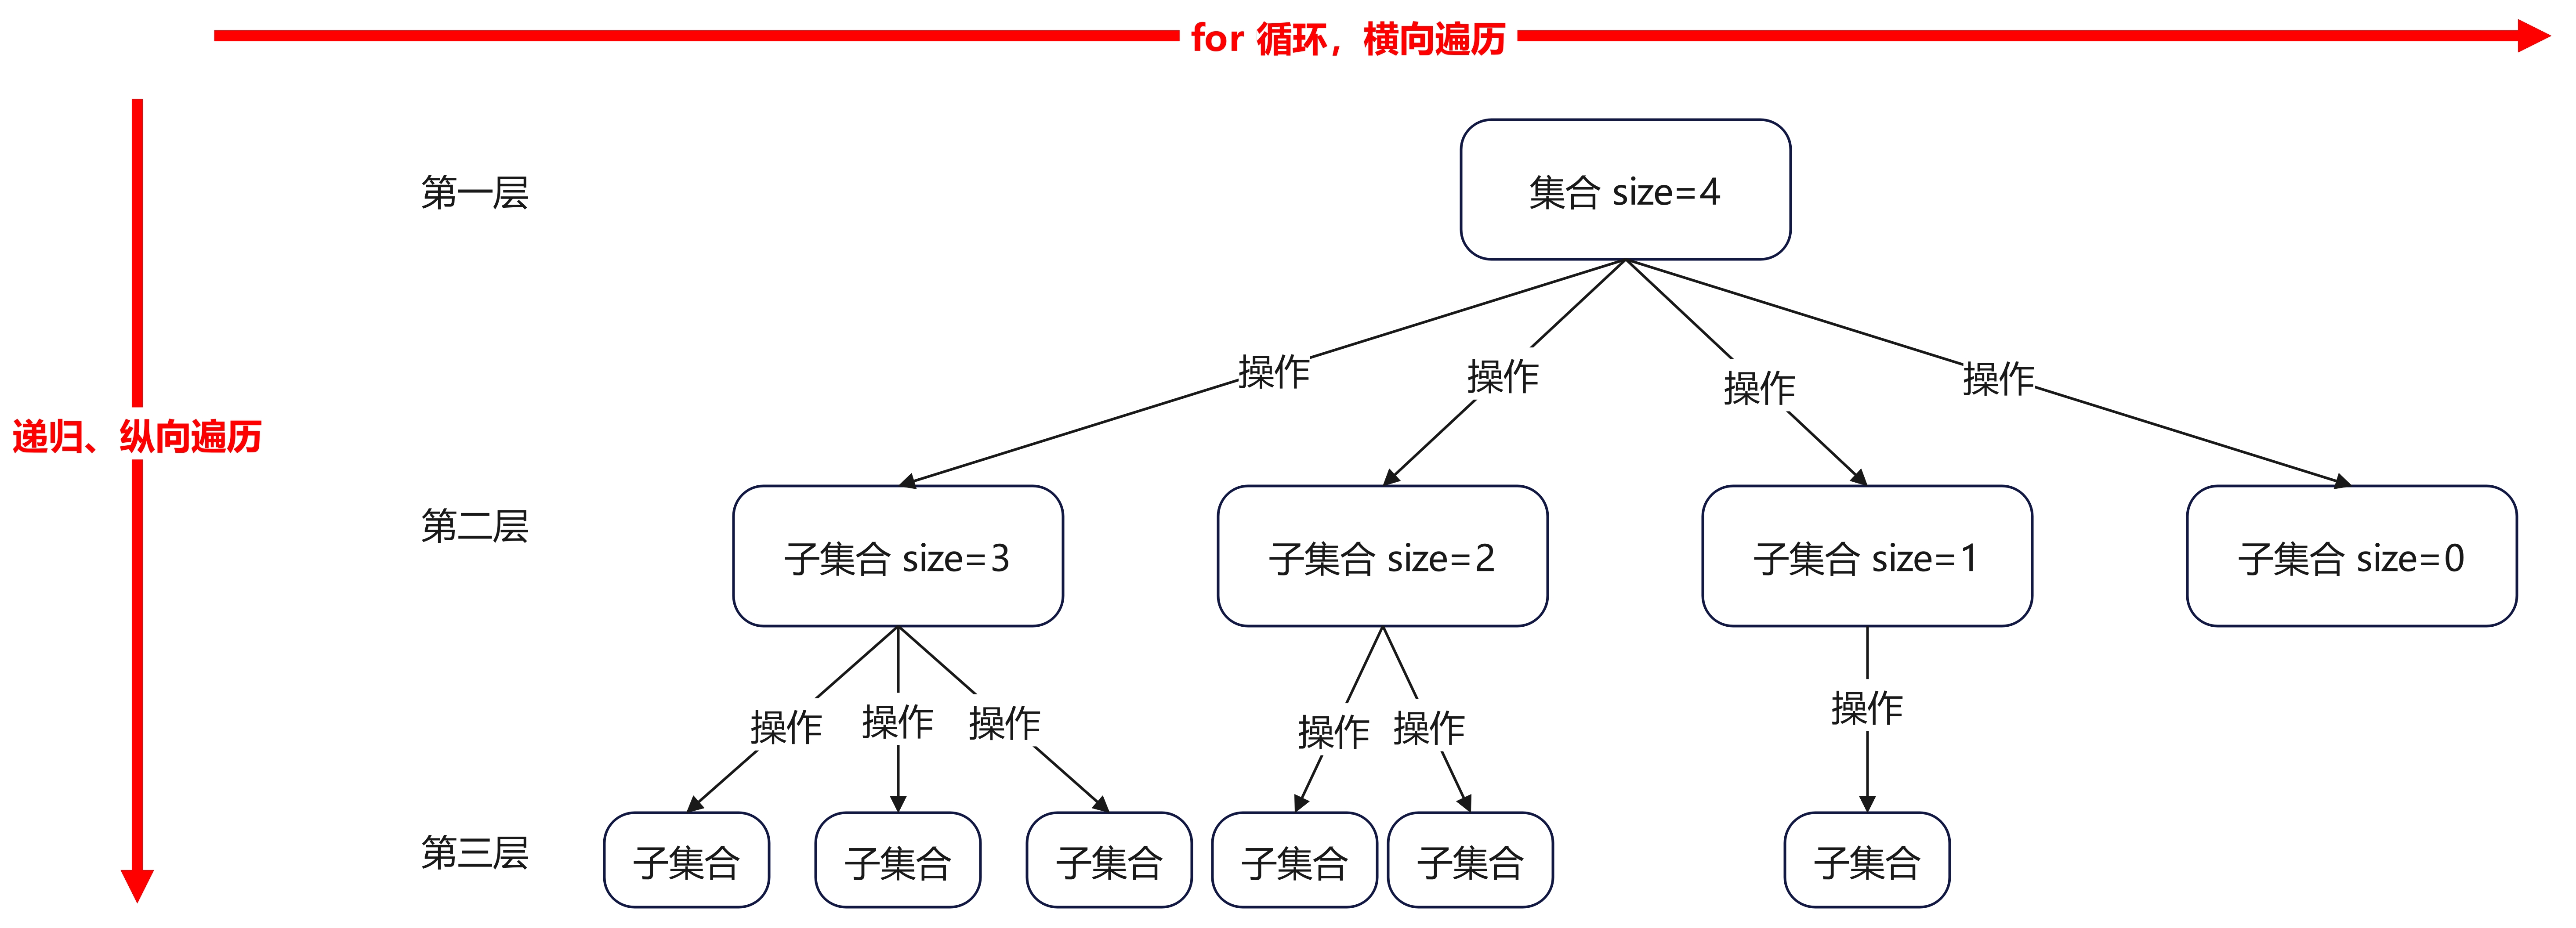 for 循环，横向遍历
第一层
集合 size=4
操作
操作
操作
操作
递归、纵向遍历
第二层
子集合 size=3
子集合 size=2
子集合 size=1
子集合 size=0
操作
操作
操作
操作
操作
操作
第三层
子集合
子集合
子集合
子集合
子集合
子集合